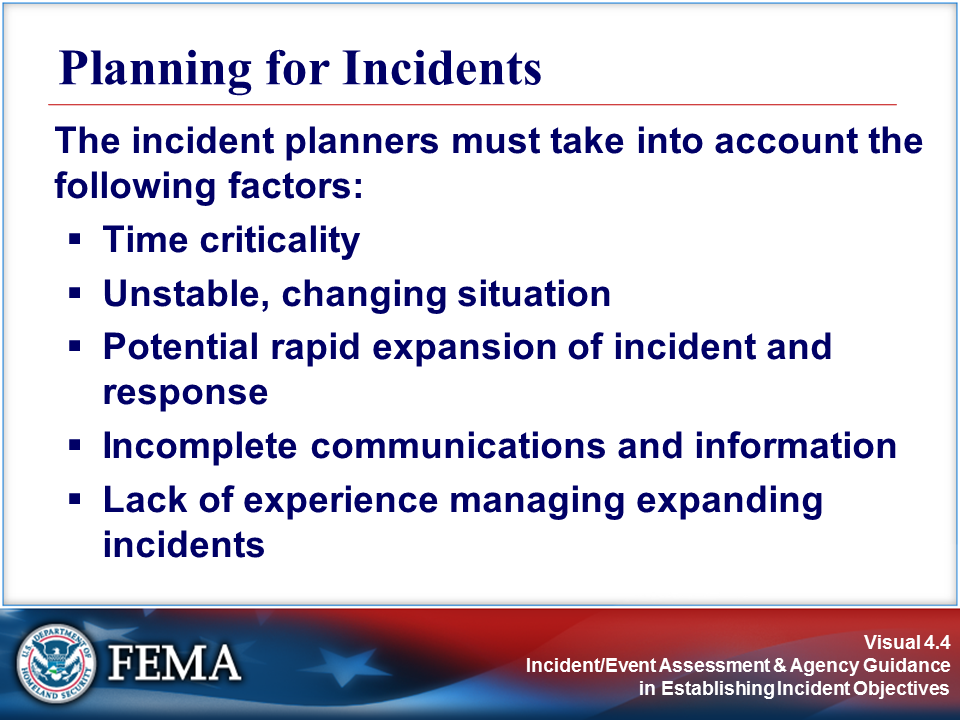 Planning for Incidents
The incident planners must take into account the
following factors:
▪ Time criticality
▪ Unstable, changing situation
▪ Potential rapid expansion of incident and
response
▪ Incomplete communications and information
▪ Lack of experience managing expanding
incidents
U.S. DEPARTMENT OF HOMELAND SECURITY
FEMA
Visual 4.4
Incident/Event Assessment & Agency Guidance
in Establishing Incident Objectives